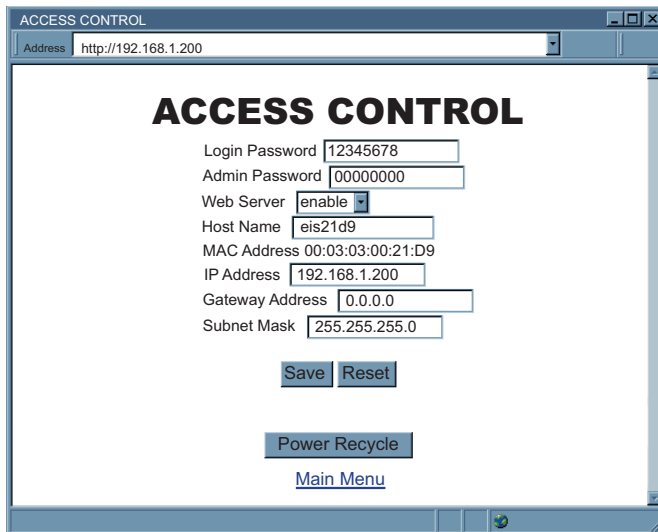 ACCESS CONTROL
Address http://192.168.1.200
ACCESS CONTROL
Login Password 12345678
Admin Password 00000000
Web Server enable
Host Name eis21d9
MAC Address 00:03:03:00:21:D9
IP Address 192.168.1.200
Gateway Address 0.0.0.0
Subnet Mask 255.255.255.0
Save Reset
Power Recycle
Main Menu